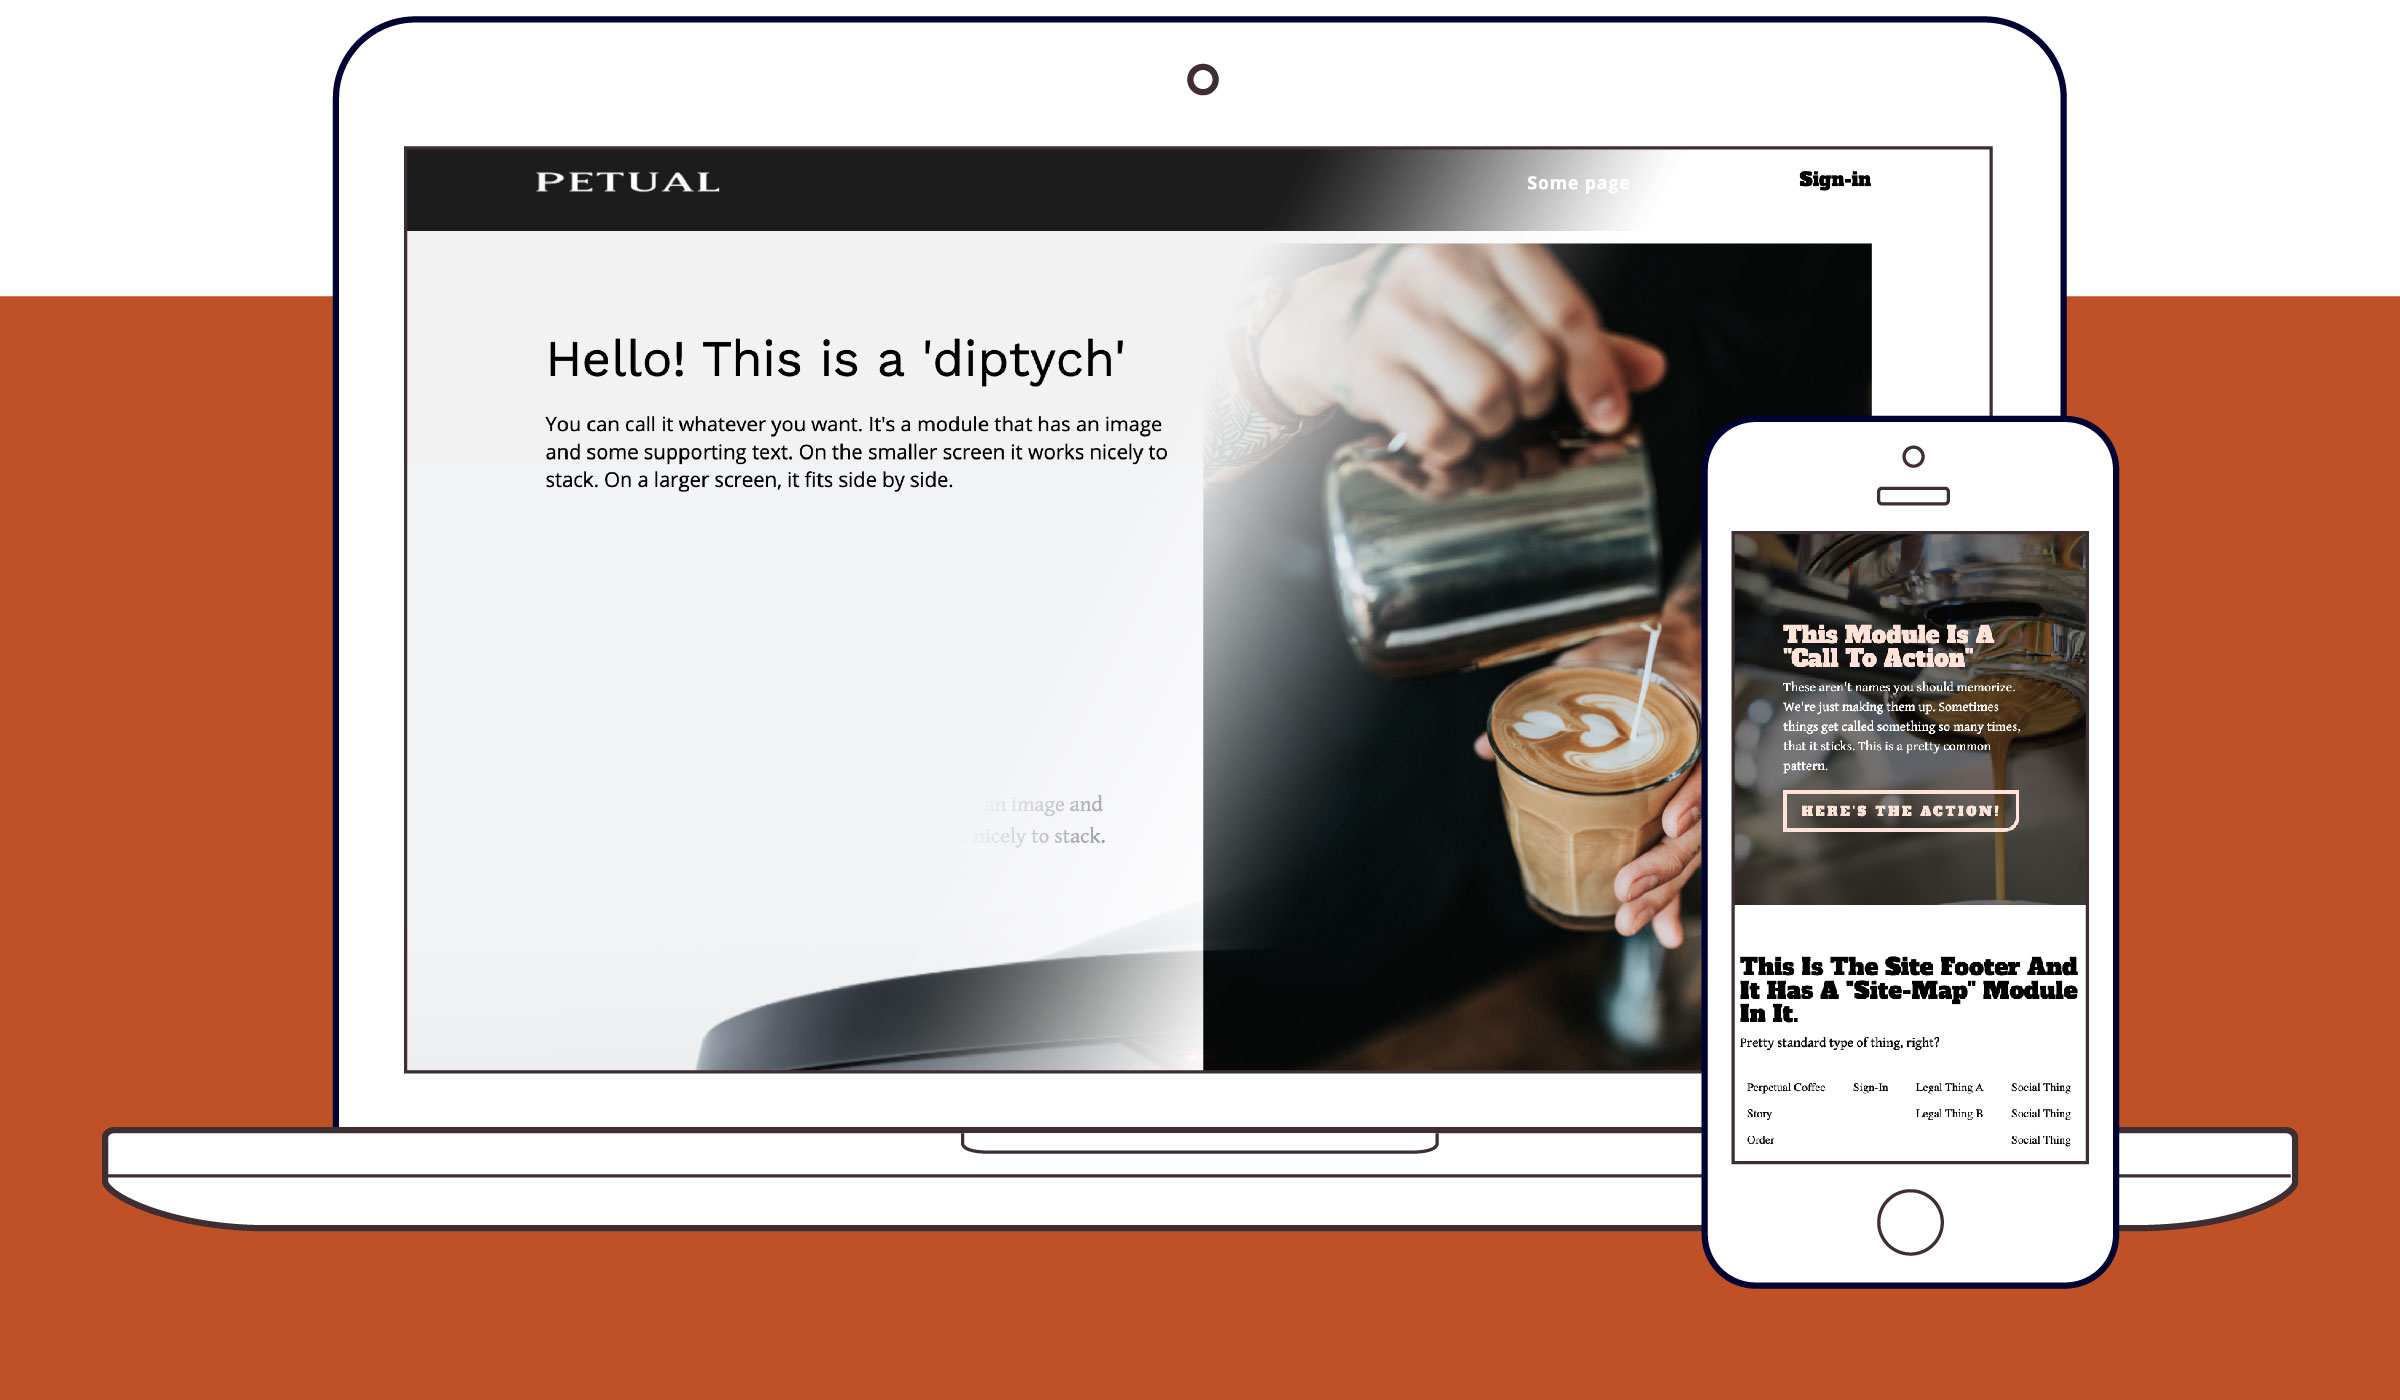 PETUAL
Some page
Sign-in
Hello! This is a 'diptych'
You can call it whatever you want. It's a module that has an image
and some supporting text. On the smaller screen it works nicely to
stack. On a larger screen, it fits side by side.
an image and
nicely to stack.
This Module Is A
"Call To Action"
These aren't names you should memorize.
We're just making them up. Sometimes
things get called something so many times,
that it sticks. This is a pretty common
pattern.
HERE'S THE ACTION!
This Is The Site Footer And
It Has A "Site-Map" Module
In It.
Pretty standard type of thing, right?
Perpetual Coffee Sign-In Legal Thing A Social Thing
Story Legal Thing B Social Thing
Order Social Thing